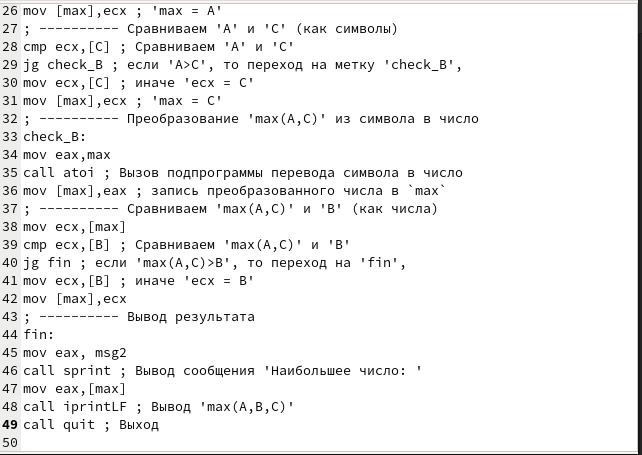 26 mov [max],ecx ; 'max = A'
27 ; ---------- Сравниваем 'A' и 'С' (как символы)
28 cmp ecx,[C] ; Сравниваем 'A' и 'С'
29 jg check_B ; если 'A>C', то переход на метку 'check_B',
30 mov ecx,[C] ; иначе 'ecx = C'
31 mov [max],ecx ; 'max = C'
32 ; ---------- Преобразование 'max(A,C)' из символа в число
33 check_B:
34 mov eax,max
35 call atoi ; Вызов подпрограммы перевода символа в число
36 mov [max],eax ; запись преобразованного числа в `max`
37 ; ---------- Сравниваем 'max(A,C)' и 'B' (как числа)
38 mov ecx,[max]
39 cmp ecx,[B] ; Сравниваем 'max(A,C)' и 'B'
40 jg fin ; если 'max(A,C)>B', то переход на 'fin',
41 mov ecx,[B] ; иначе 'ecx = B'
42 mov [max],ecx
43 ; ---------- Вывод результата
44 fin:
45 mov eax, msg2
46 call sprint ; Вывод сообщения 'Наибольшее число: '
47 mov eax,[max]
48 call iprintLF ; Вывод 'max(A,B,C)'
49 call quit ; Выход
50